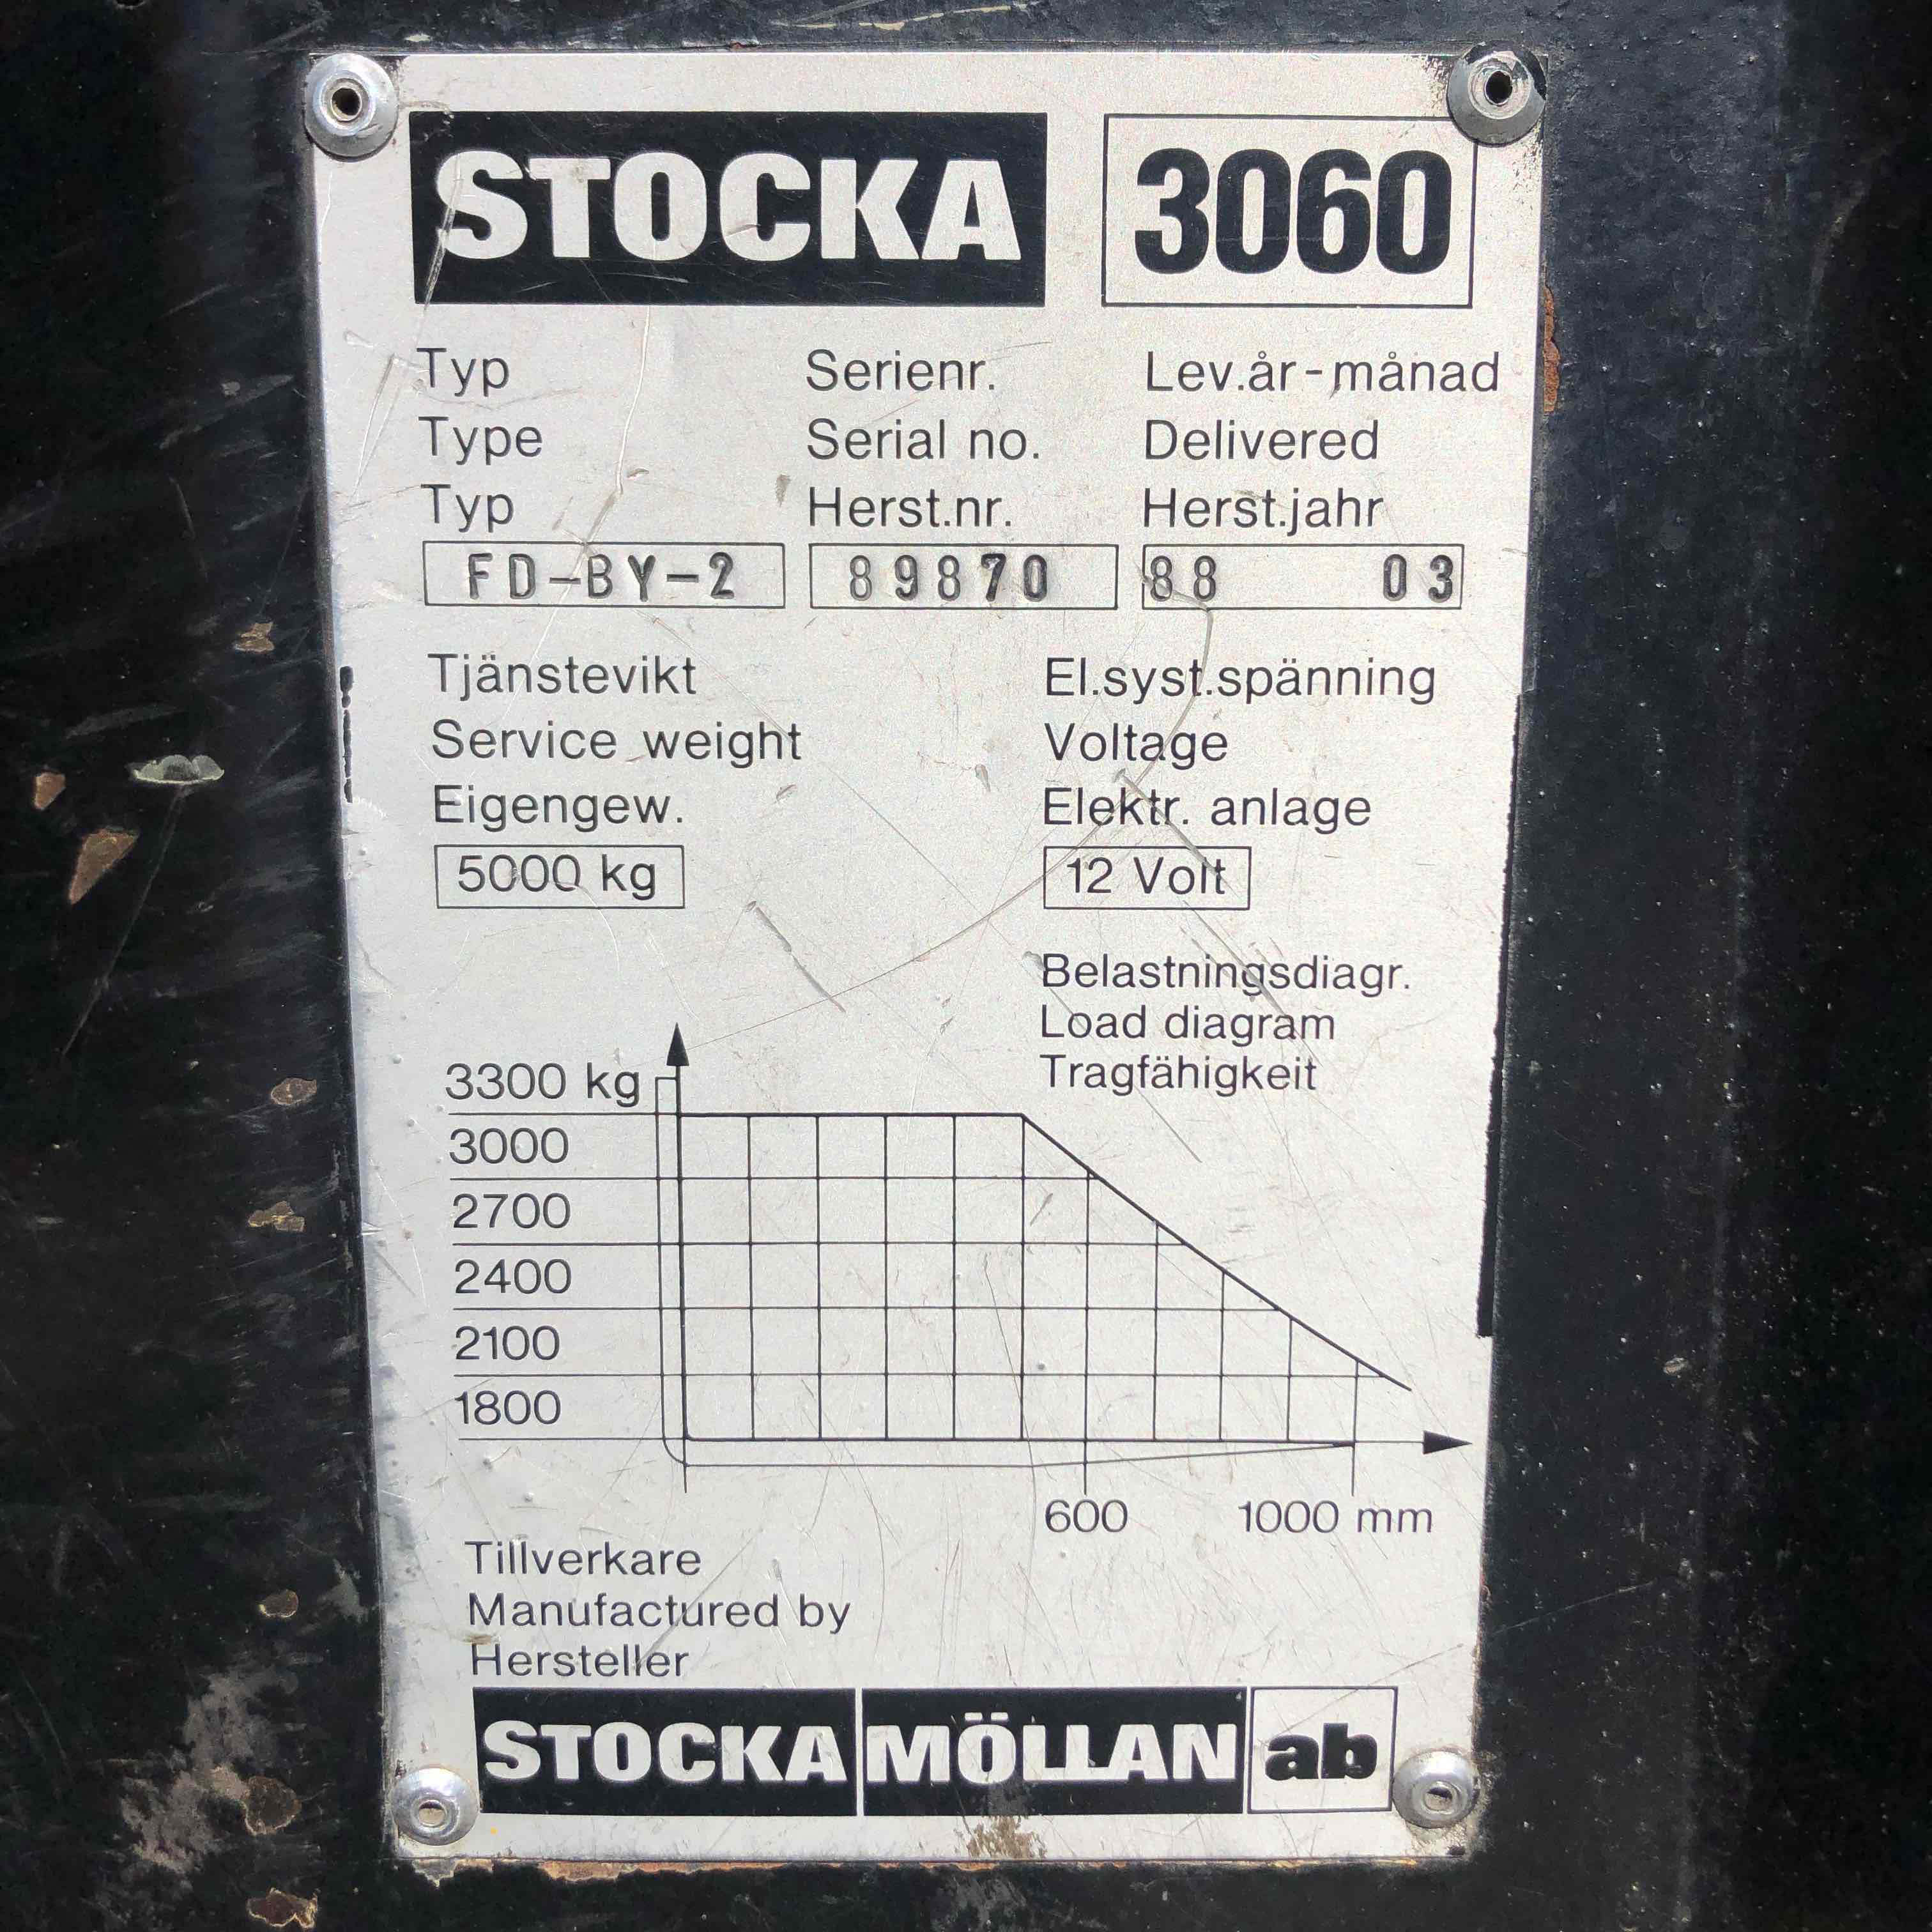 STOCKA 3060
Typ Serienr. Lev.år-månad
Type Serial no. Delivered
Typ Herst.nr. Herst.jahr
FD-BY-2 89870 88 03
Tjänstevikt El.syst.spänning
Service weight Voltage
Eigengew. Elektr. anlage
5000 kg 12 Volt
Belastningsdiagr.
Load diagram
Tragfähigkeit
3300 kg
3000
2700
2400
2100
1800
600 1000 mm
Tillverkare
Manufactured by
Hersteller
STOCKA MÖLLAN ab